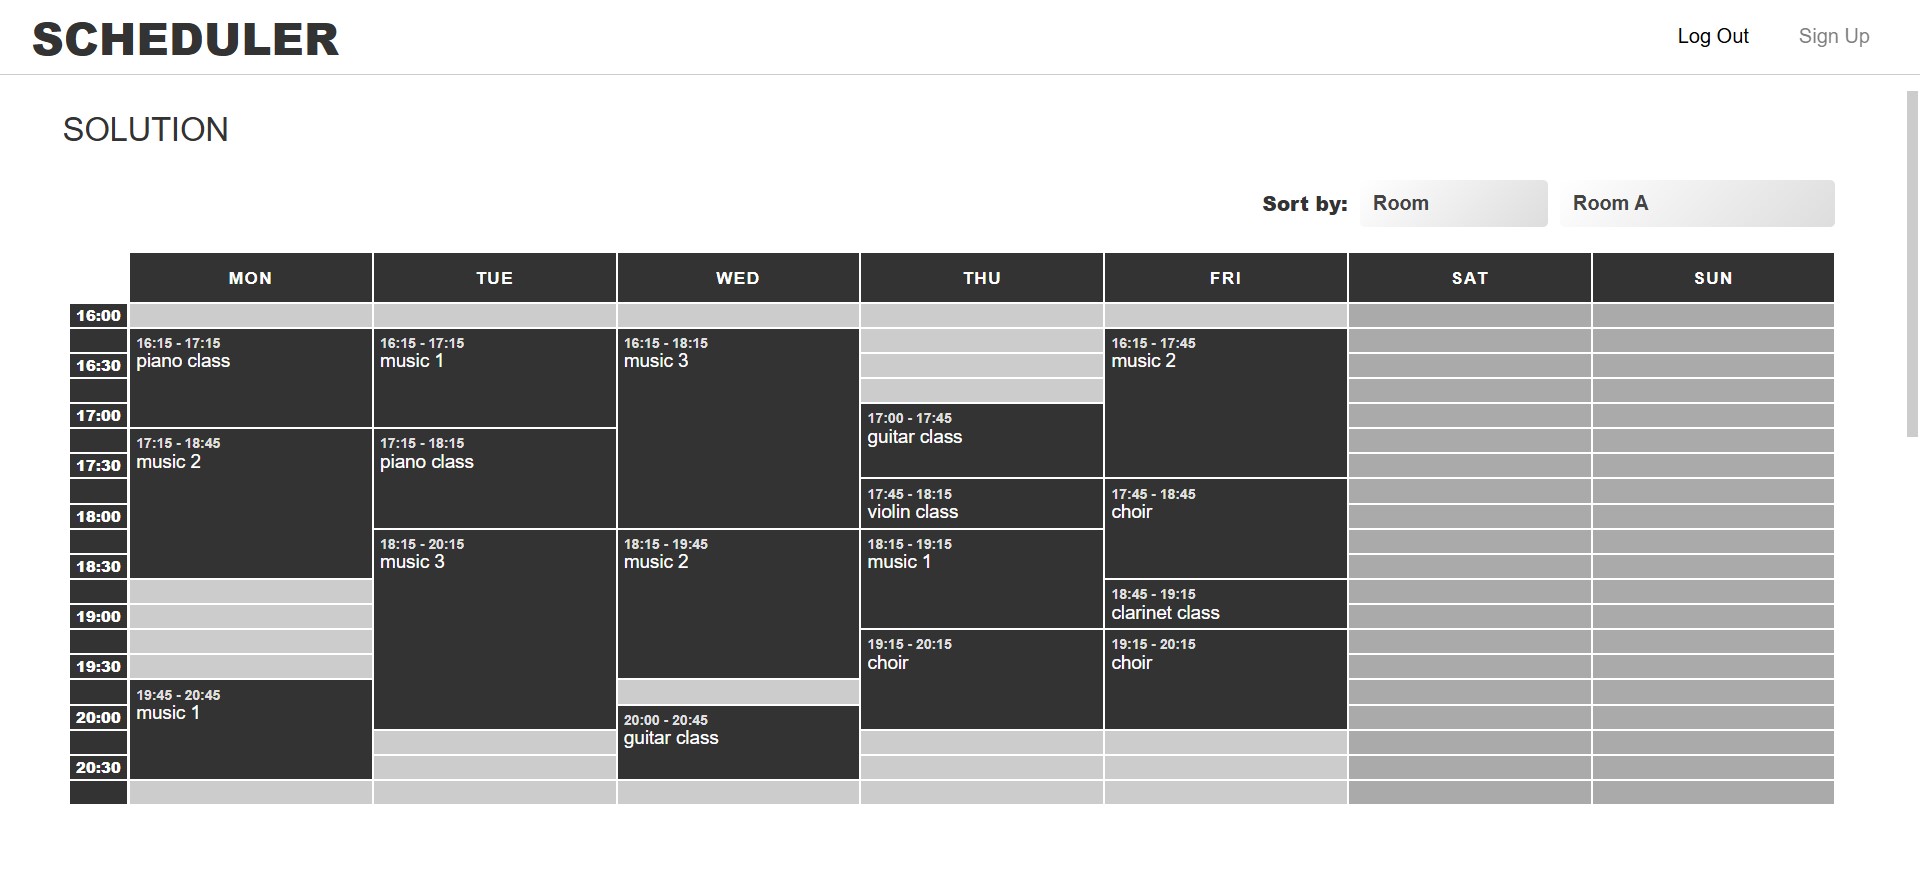 SCHEDULER
Log Out
Sign Up
SOLUTION
Sort by:
Room
Room A
MON
TUE
WED
THU
FRI
SAT
SUN
16:00
16:30
17:00
17:30
18:00
18:30
19:00
19:30
20:00
20:30
16:15 - 17:15
piano class
17:15 - 18:45
music 2
19:45 - 20:45
music 1
16:15 - 17:15
music 1
17:15 - 18:15
piano class
18:15 - 20:15
music 3
16:15 - 18:15
music 3
18:15 - 19:45
music 2
20:00 - 20:45
guitar class
17:00 - 17:45
guitar class
17:45 - 18:15
violin class
18:15 - 19:15
music 1
19:15 - 20:15
choir
16:15 - 17:45
music 2
17:45 - 18:45
choir
18:45 - 19:15
clarinet class
19:15 - 20:15
choir